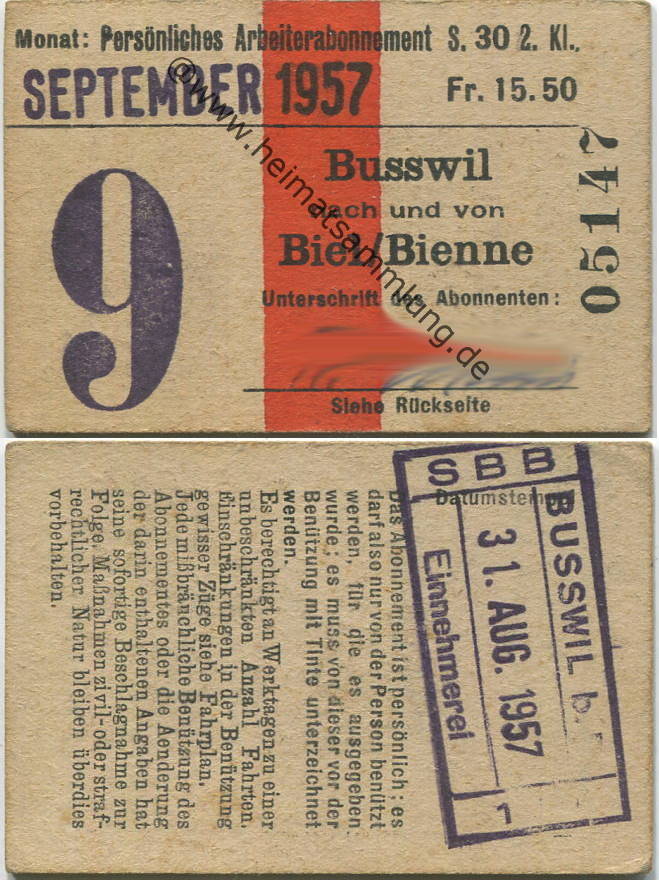 Monat: Persönliches Arbeiterabonnement S. 30 2. Kl.,
SEPTEMBER 1957 Fr. 15.50
9
Busswil
nach und von
Biel/Bienne
Unterschrift des Abonnenten:
Siehe Rückseite
05147
@www.heimatsammlung.de
Das Abonnement ist persönlich; es
darf also nur von der Person benützt
werden, für die es ausgegeben
wurde; es muss von dieser vor der
Benützung mit Tinte unterzeichnet
werden.
Es berechtigt an Werktagen zu einer
unbeschränkten Anzahl Fahrten.
Einschränkungen in der Benützung
gewisser Züge siehe Fahrplan.
Jede mißbräuchliche Benützung des
Abonnementes oder die Aenderung
der darin enthaltenen Angaben hat
seine sofortige Beschlagnahme zur
Folge. Maßnahmen zivil- oder straf-
rechtlicher Natur bleiben überdies
vorbehalten.
Datumstempel
SBB
BUSSWIL b.
31. AUG. 1957
Einnehmerei